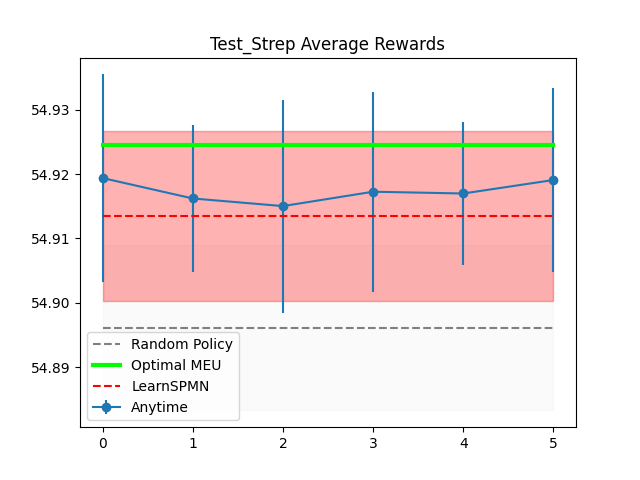 Test_Strep Average Rewards
54.93
54.92
54.91
54.90
54.89
Random Policy
Optimal MEU
LearnSPMN
Anytime
0 1 2 3 4 5